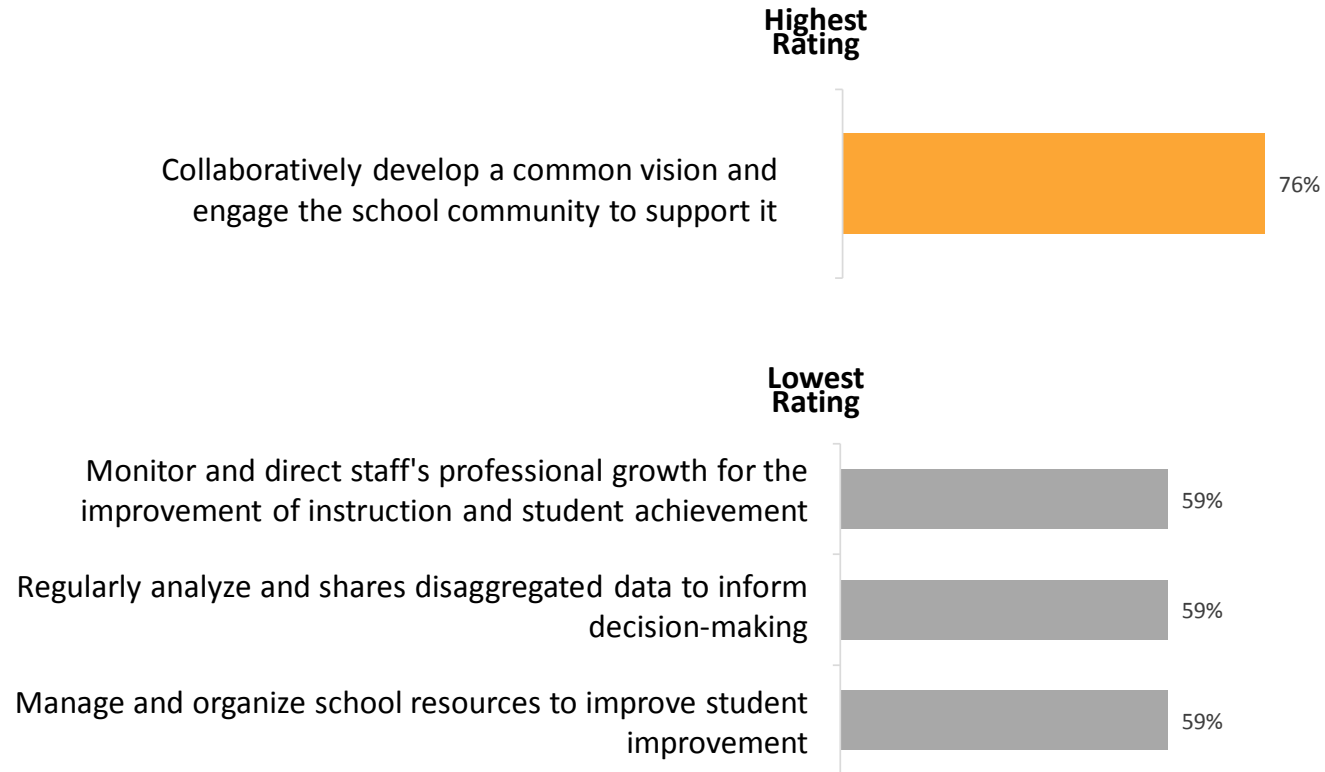 Highest
Rating
Collaboratively develop a common vision and
engage the school community to support it
76%
Lowest
Rating
Monitor and direct staff's professional growth for the
improvement of instruction and student achievement
59%
Regularly analyze and shares disaggregated data to inform
decision-making
59%
Manage and organize school resources to improve student
improvement
59%